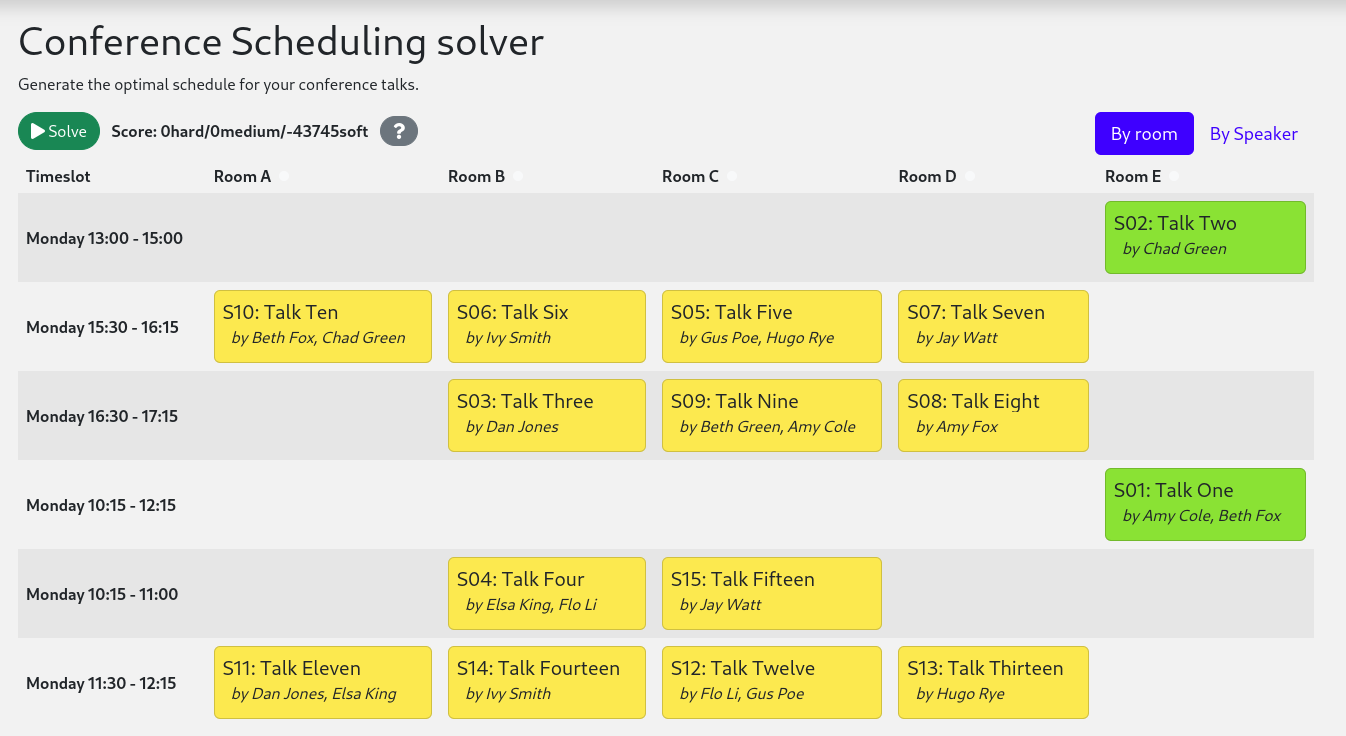 Conference Scheduling solver
Generate the optimal schedule for your conference talks.
Solve Score: 0hard/0medium/-43745soft ? By room By Speaker
Timeslot Room A Room B Room C Room D Room E
Monday 13:00 - 15:00
S02: Talk Two
by Chad Green
Monday 15:30 - 16:15
S10: Talk Ten
by Beth Fox, Chad Green
S06: Talk Six
by Ivy Smith
S05: Talk Five
by Gus Poe, Hugo Rye
S07: Talk Seven
by Jay Watt
Monday 16:30 - 17:15
S03: Talk Three
by Dan Jones
S09: Talk Nine
by Beth Green, Amy Cole
S08: Talk Eight
by Amy Fox
Monday 10:15 - 12:15
S01: Talk One
by Amy Cole, Beth Fox
Monday 10:15 - 11:00
S04: Talk Four
by Elsa King, Flo Li
S15: Talk Fifteen
by Jay Watt
Monday 11:30 - 12:15
S11: Talk Eleven
by Dan Jones, Elsa King
S14: Talk Fourteen
by Ivy Smith
S12: Talk Twelve
by Flo Li, Gus Poe
S13: Talk Thirteen
by Hugo Rye